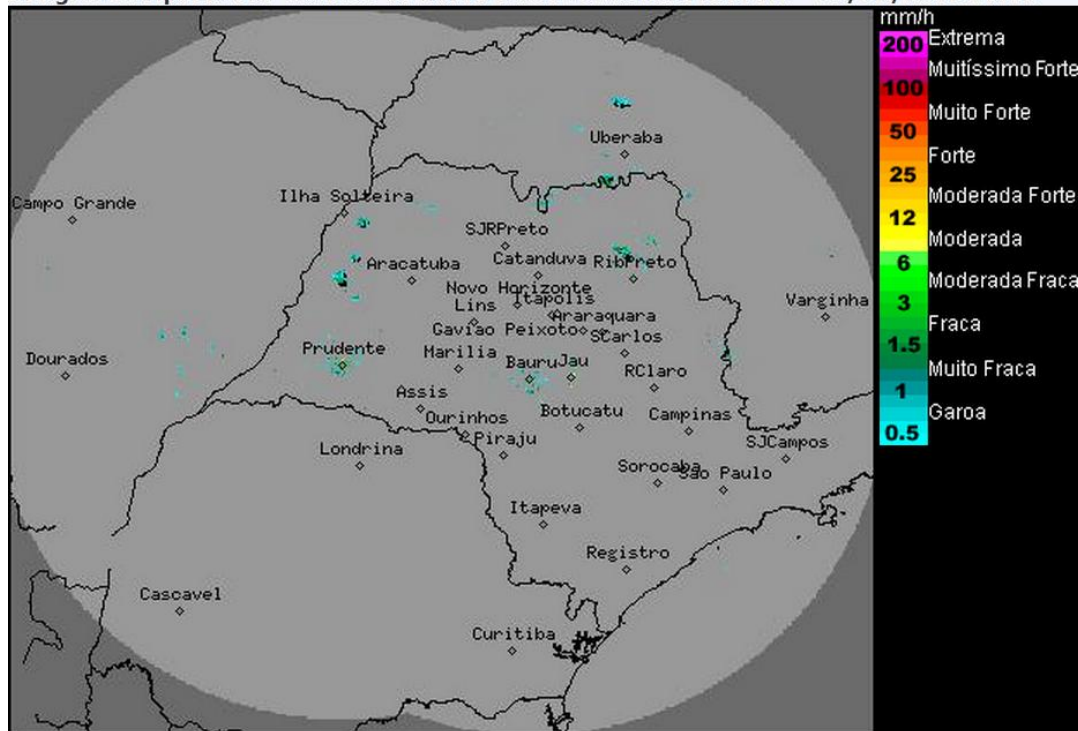 mm/h
200 Extrema
Muitíssimo Forte
100
Muito Forte
50
Forte
25
Moderada Forte
12
Moderada
6
Moderada Fraca
3
Fraca
1.5
Muito Fraca
1
Garoa
0.5
Uberaba
Ilha Solteira
Campo Grande
SJRPreto
Catanduva
RibPreto
Aracatuba
Novo Horizonte
Itapolis
Varginha
Lins
Araraquara
Gaviao Peixoto
SCarlos
Prudente
Marilia
Dourados
Bauru
Jau
RClaro
Assis
Ourinhos
Botucatu
Campinas
Piraju
SJCampos
Londrina
Sorocaba
Sao Paulo
Itapeva
Registro
Cascavel
Curitiba